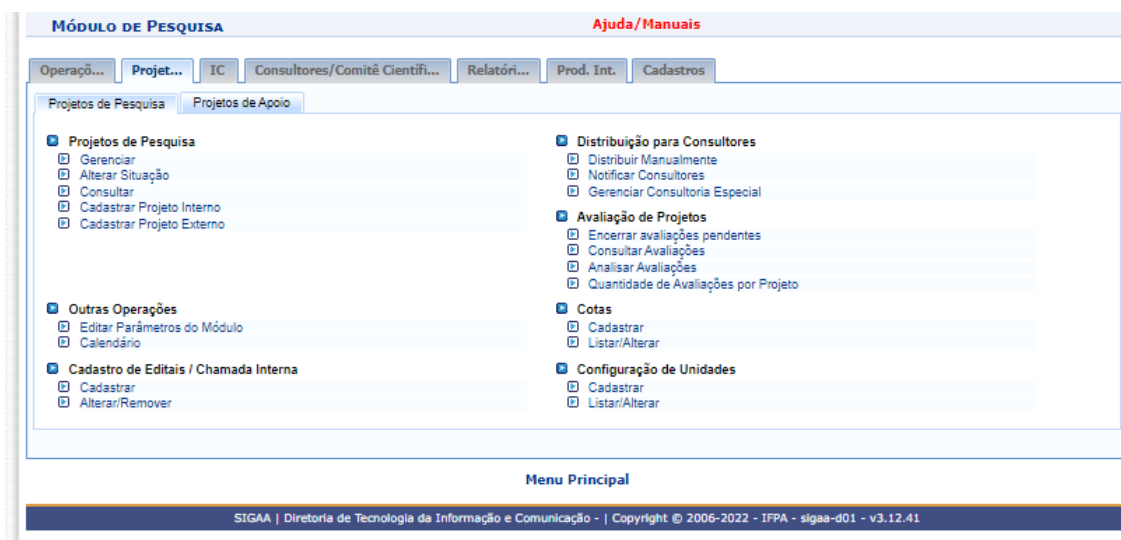 MÓDULO DE PESQUISA
Ajuda/Manuais
Operaçõ...
Projet...
IC
Consultores/Comitê Científi...
Relatóri...
Prod. Int.
Cadastros
Projetos de Pesquisa
Projetos de Apoio
Projetos de Pesquisa
Gerenciar
Alterar Situação
Consultar
Cadastrar Projeto Interno
Cadastrar Projeto Externo
Distribuição para Consultores
Distribuir Manualmente
Notificar Consultores
Gerenciar Consultoria Especial
Avaliação de Projetos
Encerrar avaliações pendentes
Consultar Avaliações
Analisar Avaliações
Quantidade de Avaliações por Projeto
Outras Operações
Editar Parâmetros do Módulo
Calendário
Cotas
Cadastrar
Listar/Alterar
Cadastro de Editais / Chamada Interna
Cadastrar
Alterar/Remover
Configuração de Unidades
Cadastrar
Listar/Alterar
Menu Principal
SIGAA | Diretoria de Tecnologia da Informação e Comunicação - | Copyright © 2006-2022 - IFPA - sigaa-d01 - v3.12.41